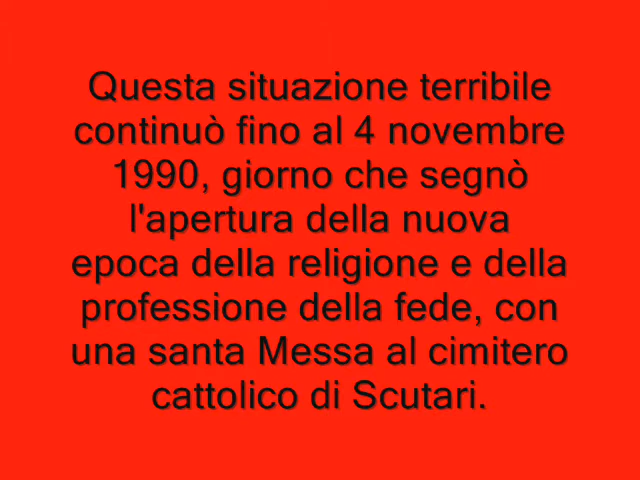 Questa situazione terribile
continuò fino al 4 novembre
1990, giorno che segnò
l'apertura della nuova
epoca della religione e della
professione della fede, con
una santa Messa al cimitero
cattolico di Scutari.